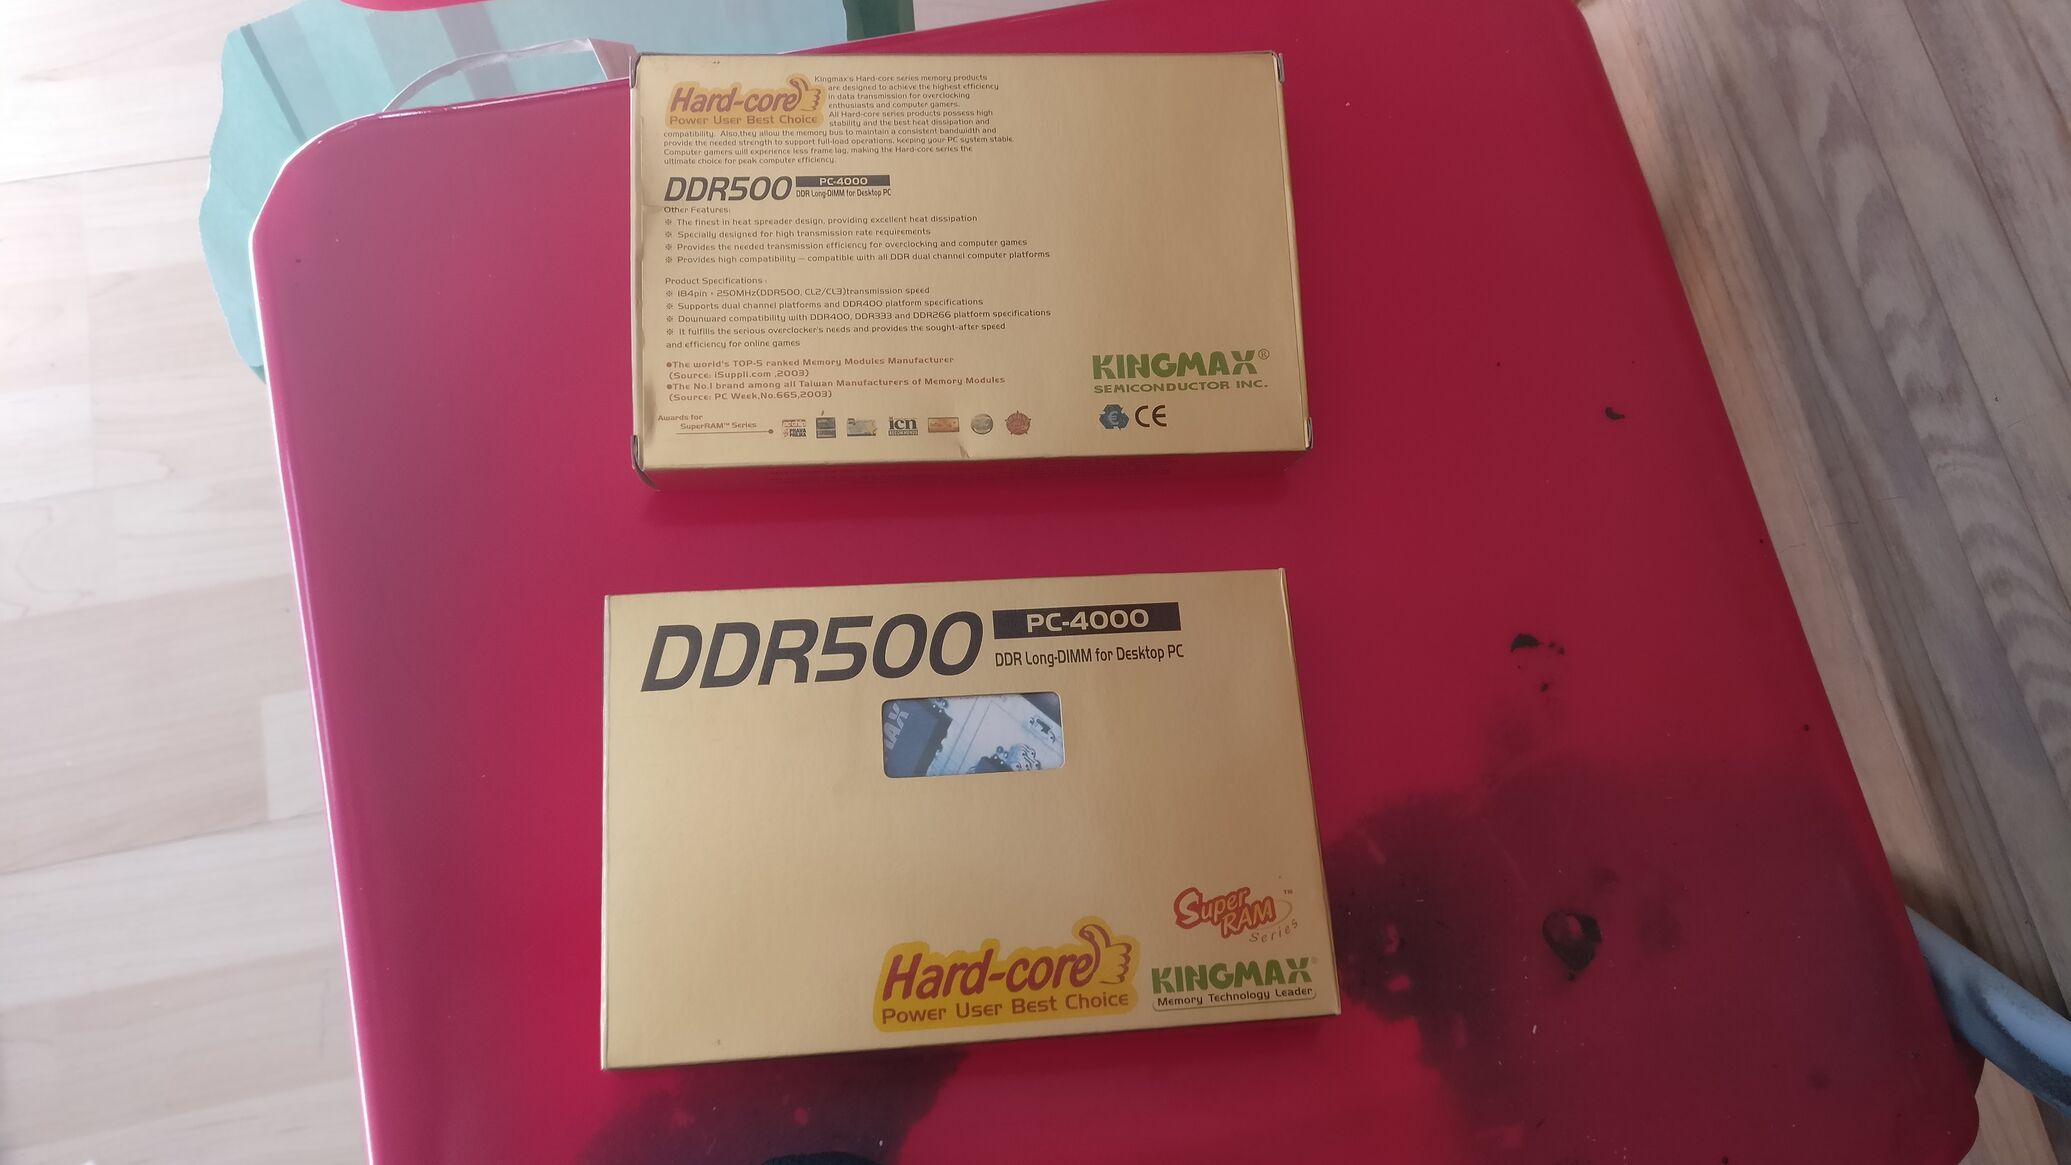 Hard-core
Power User Best Choice
Kingmax's Hard-core series memory products
are designed to achieve the highest efficiency
in data transmission for overclocking
enthusiasts and computer gamers.
All Hard-core series products possess high
stability and the best heat dissipation and
compatibility. Also,they allow the memory bus to maintain a consistent bandwidth and
provide the needed strength to support full-load operations, keeping your PC system stable.
Computer gamers will experience less frame lag, making the Hard-core series the
ultimate choice for peak computer efficiency.
DDR500 PC-4000
DDR Long-DIMM for Desktop PC
Other Features:
※ The finest in heat spreader design, providing excellent heat dissipation
※ Specially designed for high transmission rate requirements
※ Provides the needed transmission efficiency for overclocking and computer games
※ Provides high compatibility — compatible with all DDR dual channel computer platforms
Product Specifications :
※ 184pin • 250MHz(DDR500, CL2/CL3)transmission speed
※ Supports dual channel platforms and DDR400 platform specifications
※ Downward compatibility with DDR400, DDR333 and DDR266 platform specifications
※ It fulfills the serious overclocker's needs and provides the sought-after speed
and efficiency for online games
●The world's TOP-5 ranked Memory Modules Manufacturer
(Source: iSuppli.com ,2003)
●The No.1 brand among all Taiwan Manufacturers of Memory Modules
(Source: PC Week,No.665,2003)
Awards for
SuperRAM™ Series
icn
KINGMAX®
SEMICONDUCTOR INC.
CE
DDR500 PC-4000
DDR Long-DIMM for Desktop PC
AX
Super RAM™
Series
Hard-core
Power User Best Choice
KINGMAX®
Memory Technology Leader